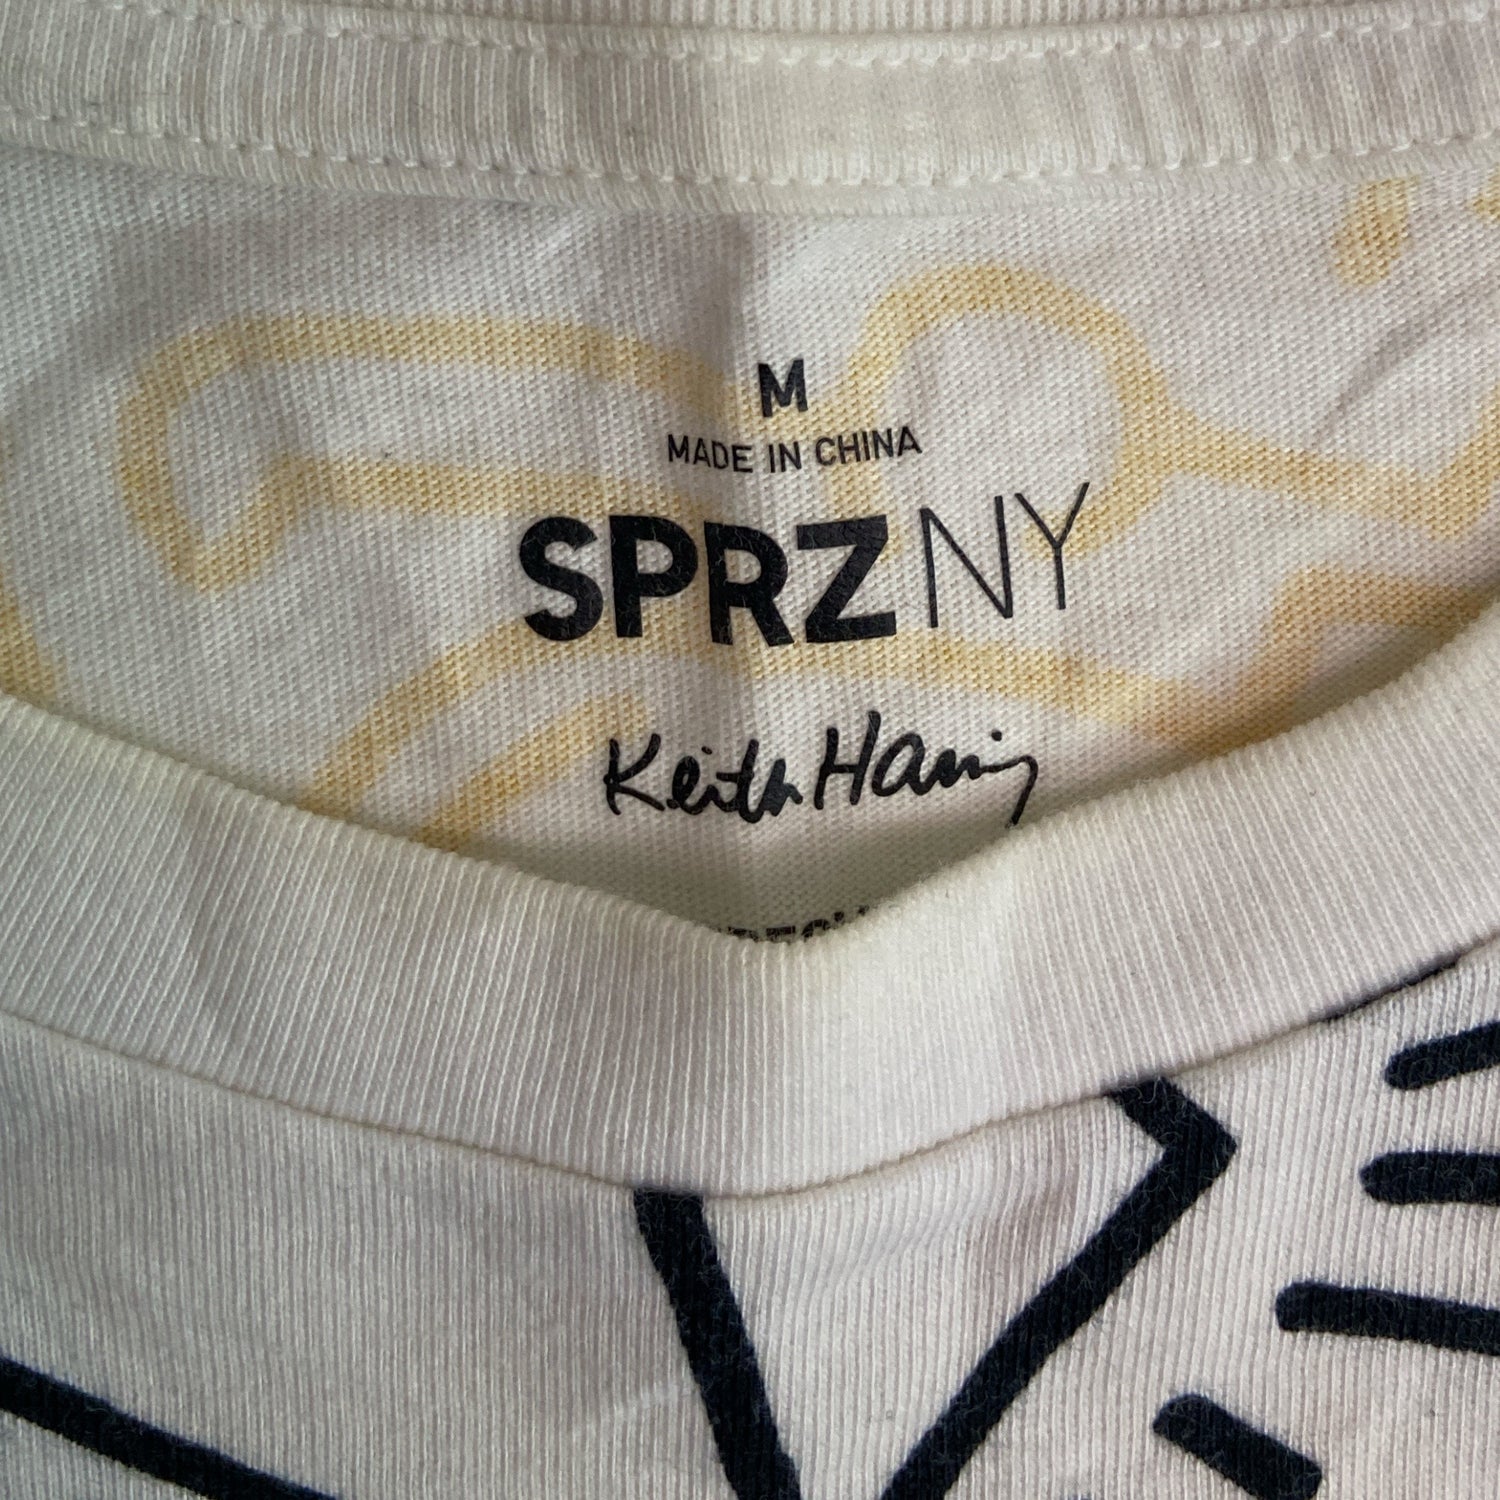 M
MADE IN CHINA
SPRZ NY
Keith Haring